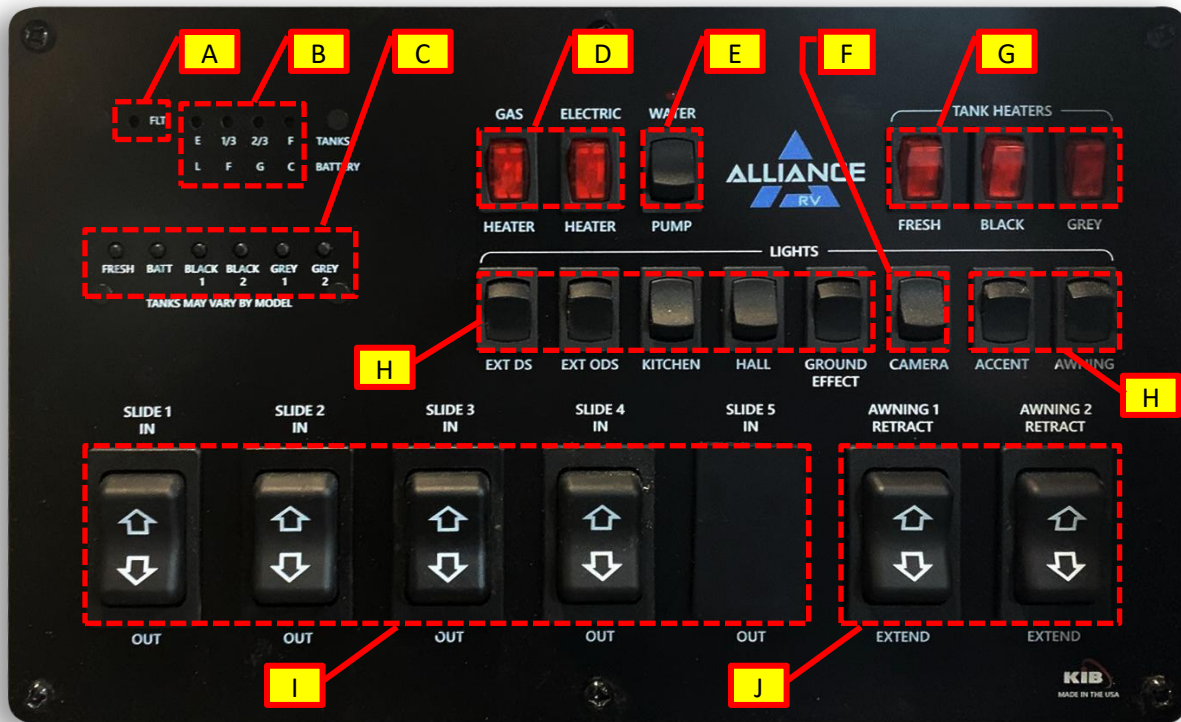 A B C D E F G
FLT
E 1/3 2/3 F TANKS
L F G C BATTERY
GAS ELECTRIC WATER
HEATER HEATER PUMP
ALLIANCE
RV
TANK HEATERS
FRESH BLACK GREY
FRESH BATT BLACK 1 BLACK 2 GREY 1 GREY 2
TANKS MAY VARY BY MODEL
LIGHTS
EXT DS EXT ODS KITCHEN HALL GROUND EFFECT CAMERA ACCENT AWNING
H H
SLIDE 1 SLIDE 2 SLIDE 3 SLIDE 4 SLIDE 5 AWNING 1 AWNING 2
IN IN IN IN IN RETRACT RETRACT
OUT OUT OUT OUT OUT EXTEND EXTEND
I J
KIB
MADE IN THE USA